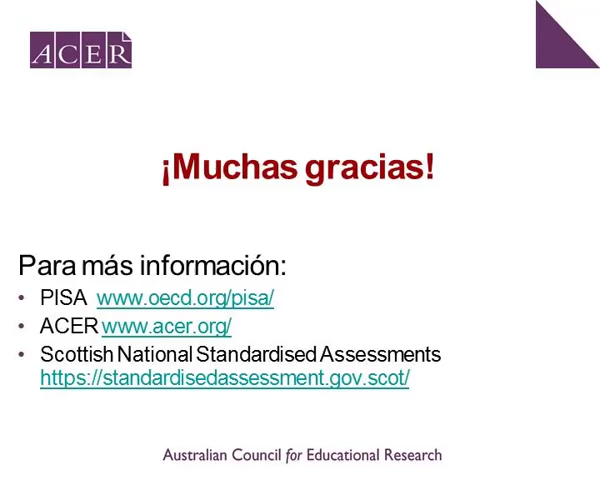 ACER
¡Muchas gracias!
Para más información:
• PISA www.oecd.org/pisa/
• ACER www.acer.org/
• Scottish National Standardised Assessments
https://standardisedassessment.gov.scot/
Australian Council for Educational Research